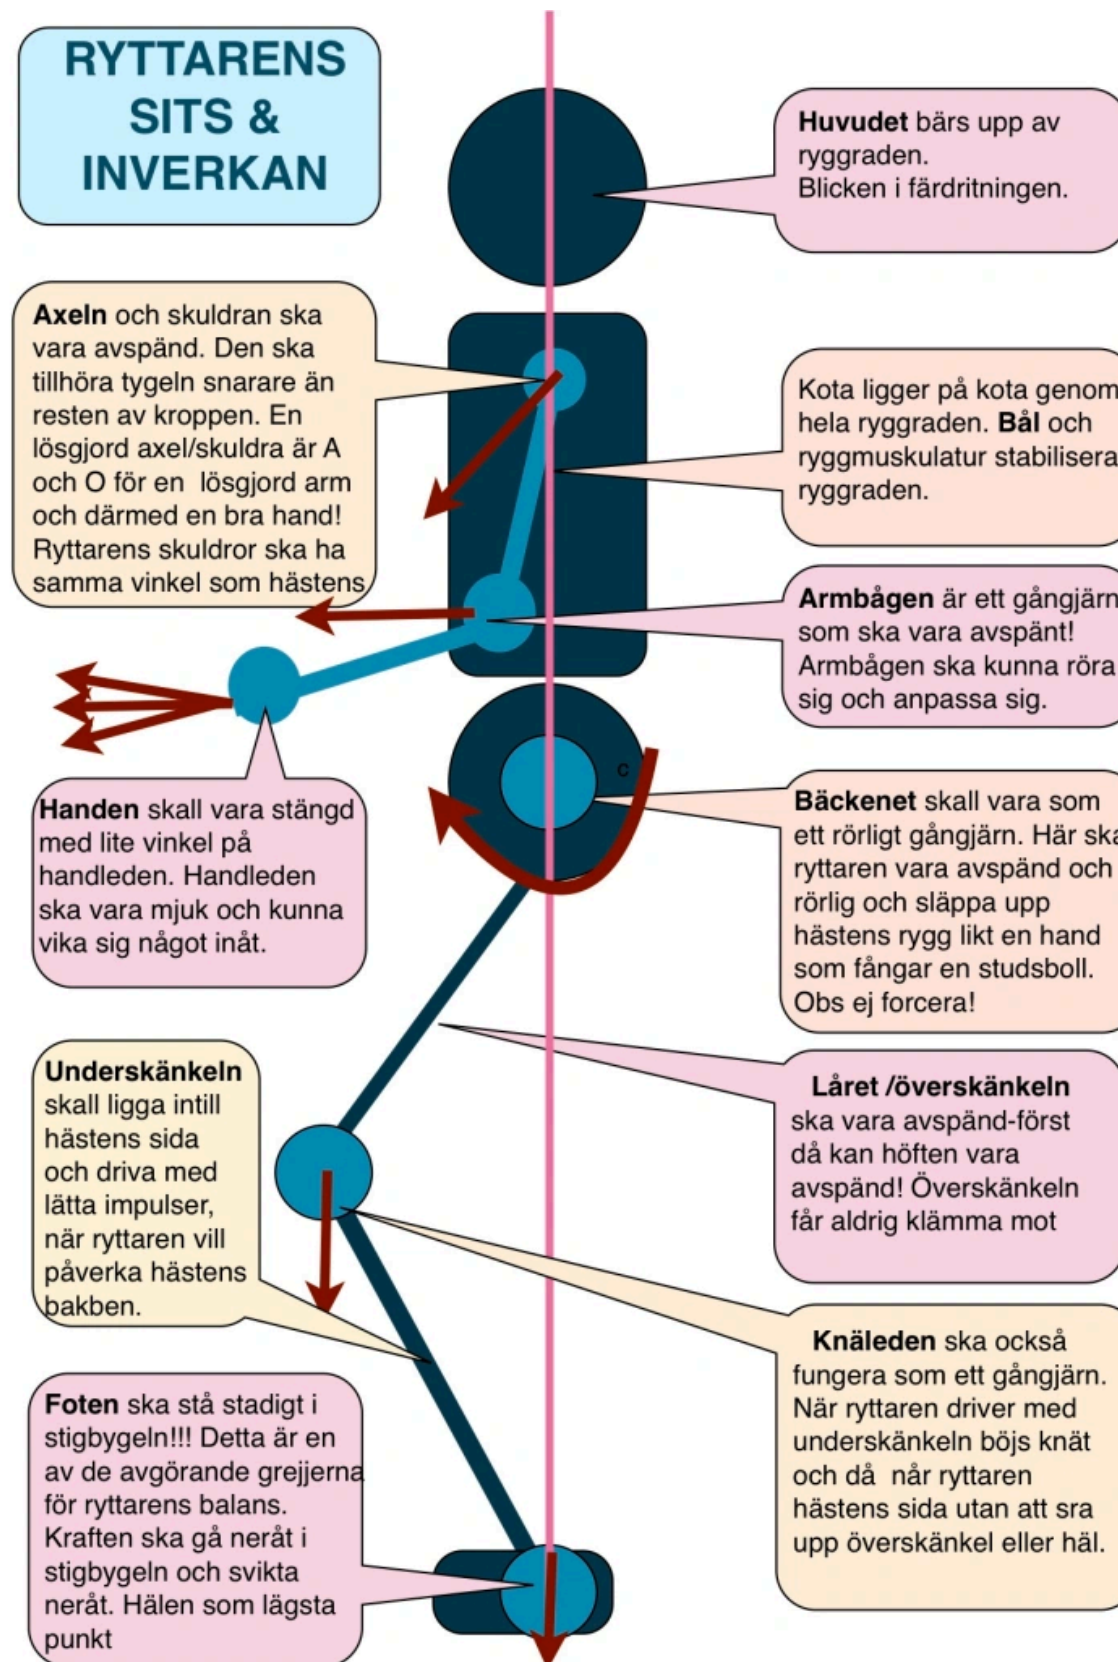 RYTTARENS
SITS &
INVERKAN
Huvudet bärs upp av
ryggraden.
Blicken i färdritningen.
Axeln och skuldran ska
vara avspänd. Den ska
tillhöra tygeln snarare än
resten av kroppen. En
lösgjord axel/skuldra är A
och O för en lösgjord arm
och därmed en bra hand!
Ryttarens skuldror ska ha
samma vinkel som hästens
Kota ligger på kota genom
hela ryggraden. Bål och
ryggmuskulatur stabilisera
ryggraden.
Armbågen är ett gångjärn
som ska vara avspänt!
Armbågen ska kunna röra
sig och anpassa sig.
Handen skall vara stängd
med lite vinkel på
handleden. Handleden
ska vara mjuk och kunna
vika sig något inåt.
c
Bäckenet skall vara som
ett rörligt gångjärn. Här ska
ryttaren vara avspänd och
rörlig och släppa upp
hästens rygg likt en hand
som fångar en studsboll.
Obs ej forcera!
Underskänkeln
skall ligga intill
hästens sida
och driva med
lätta impulser,
när ryttaren vill
påverka hästens
bakben.
Låret /överskänkeln
ska vara avspänd-först
då kan höften vara
avspänd! Överskänkeln
får aldrig klämma mot
Knäleden ska också
fungera som ett gångjärn.
När ryttaren driver med
underskänkeln böjs knät
och då når ryttaren
hästens sida utan att sra
upp överskänkel eller häl.
Foten ska stå stadigt i
stigbygeln!!! Detta är en
av de avgörande grejjerna
för ryttarens balans.
Kraften ska gå neråt i
stigbygeln och svikta
neråt. Hälen som lägsta
punkt